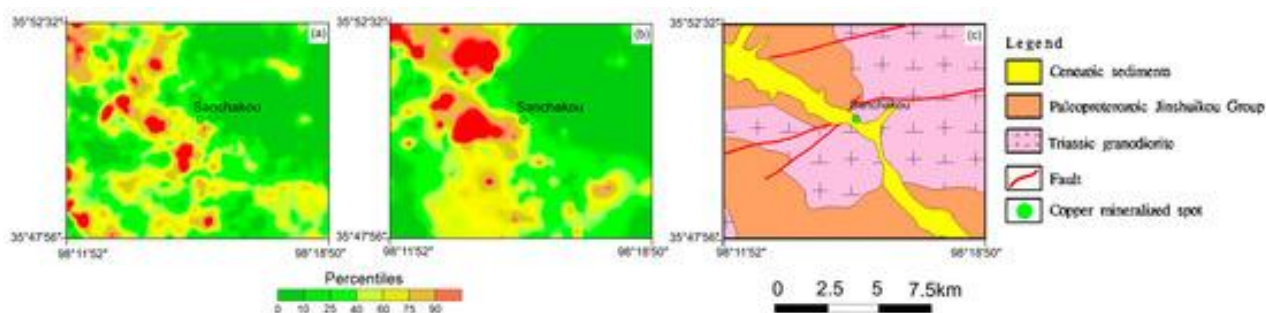 35°52'32"
(a)
Sanchakou
35°47'56"
98°11'52"
98°18'50"
35°52'32"
(b)
Sanchakou
35°47'56"
98°11'52"
98°18'50"
35°52'32"
(c)
Sanchakou
35°47'56"
98°11'52"
98°18'50"
Legend
Cenozoic sediments
Paleoproterozoic Jinshuikou Group
Triassic granodiorite
Fault
Copper mineralized spot
Percentiles
0 10 25 40 60 75 90
0 2.5 5 7.5km